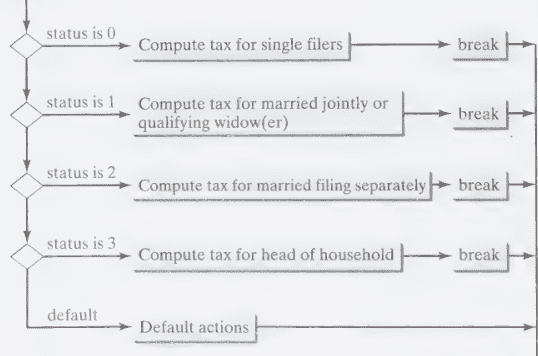 status is 0
Compute tax for single filers
break
status is 1
Compute tax for married jointly or
qualifying widow(er)
break
status is 2
Compute tax for married filing separately
break
status is 3
Compute tax for head of household
break
default
Default actions